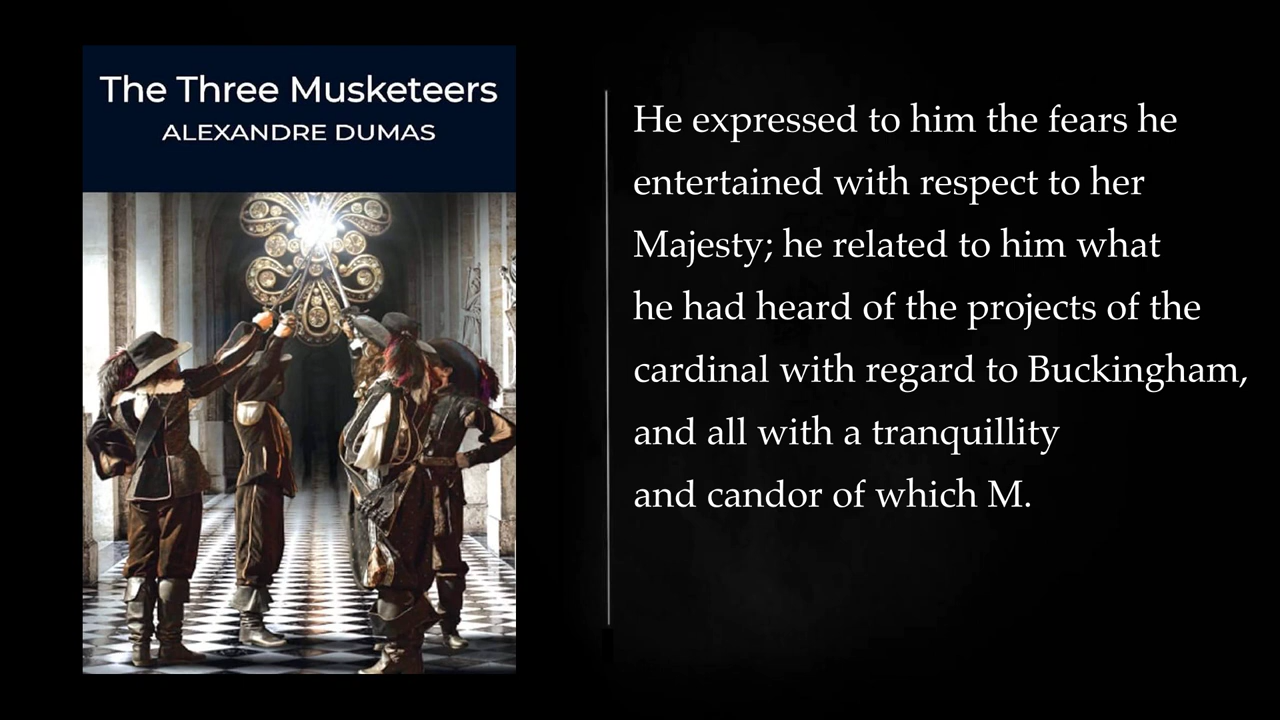 The Three Musketeers
ALEXANDRE DUMAS
He expressed to him the fears he
entertained with respect to her
Majesty; he related to him what
he had heard of the projects of the
cardinal with regard to Buckingham,
and all with a tranquillity
and candor of which M.